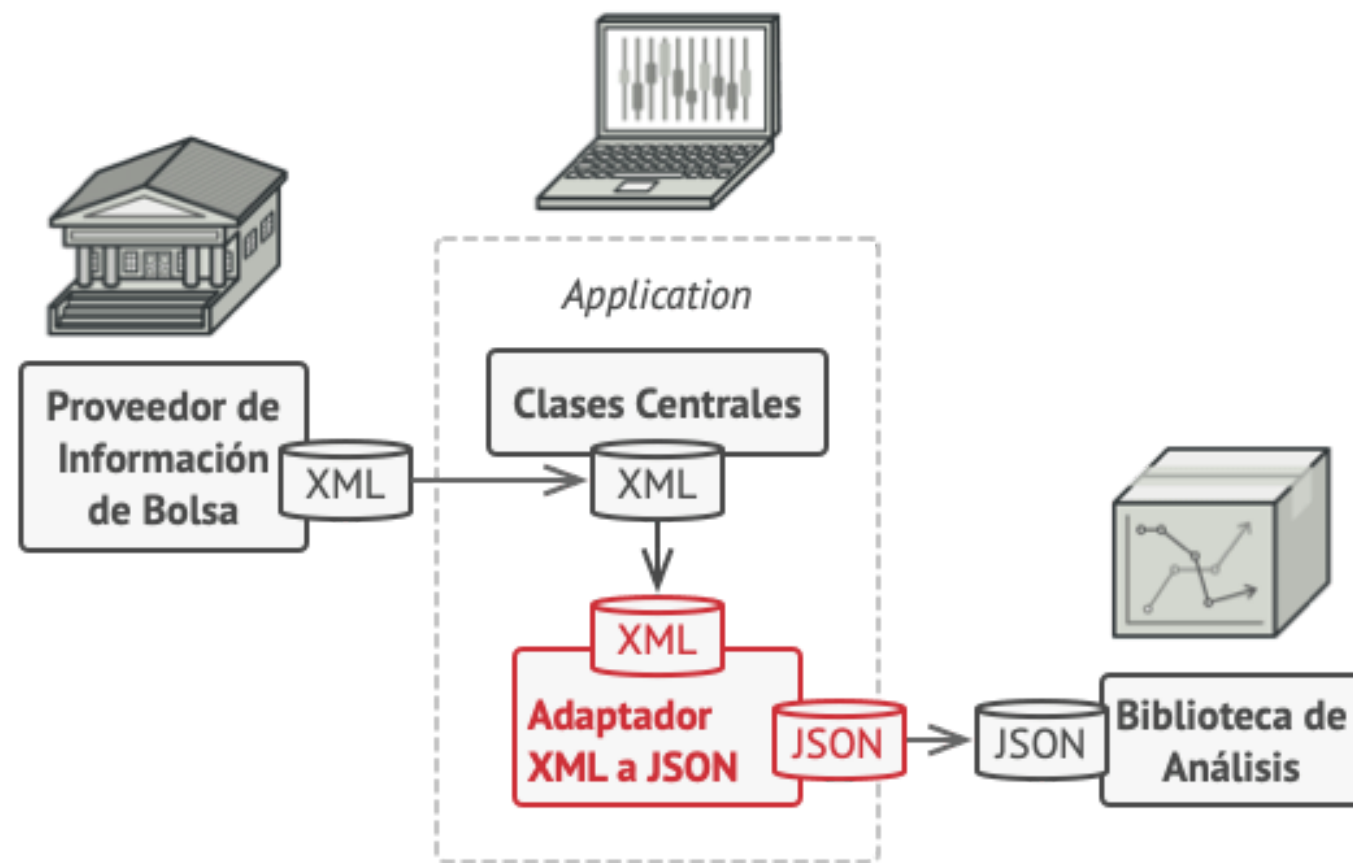 Application
Proveedor de
Información
de Bolsa
XML
Clases Centrales
XML
XML
Adaptador
XML a JSON
JSON
JSON
Biblioteca de
Análisis